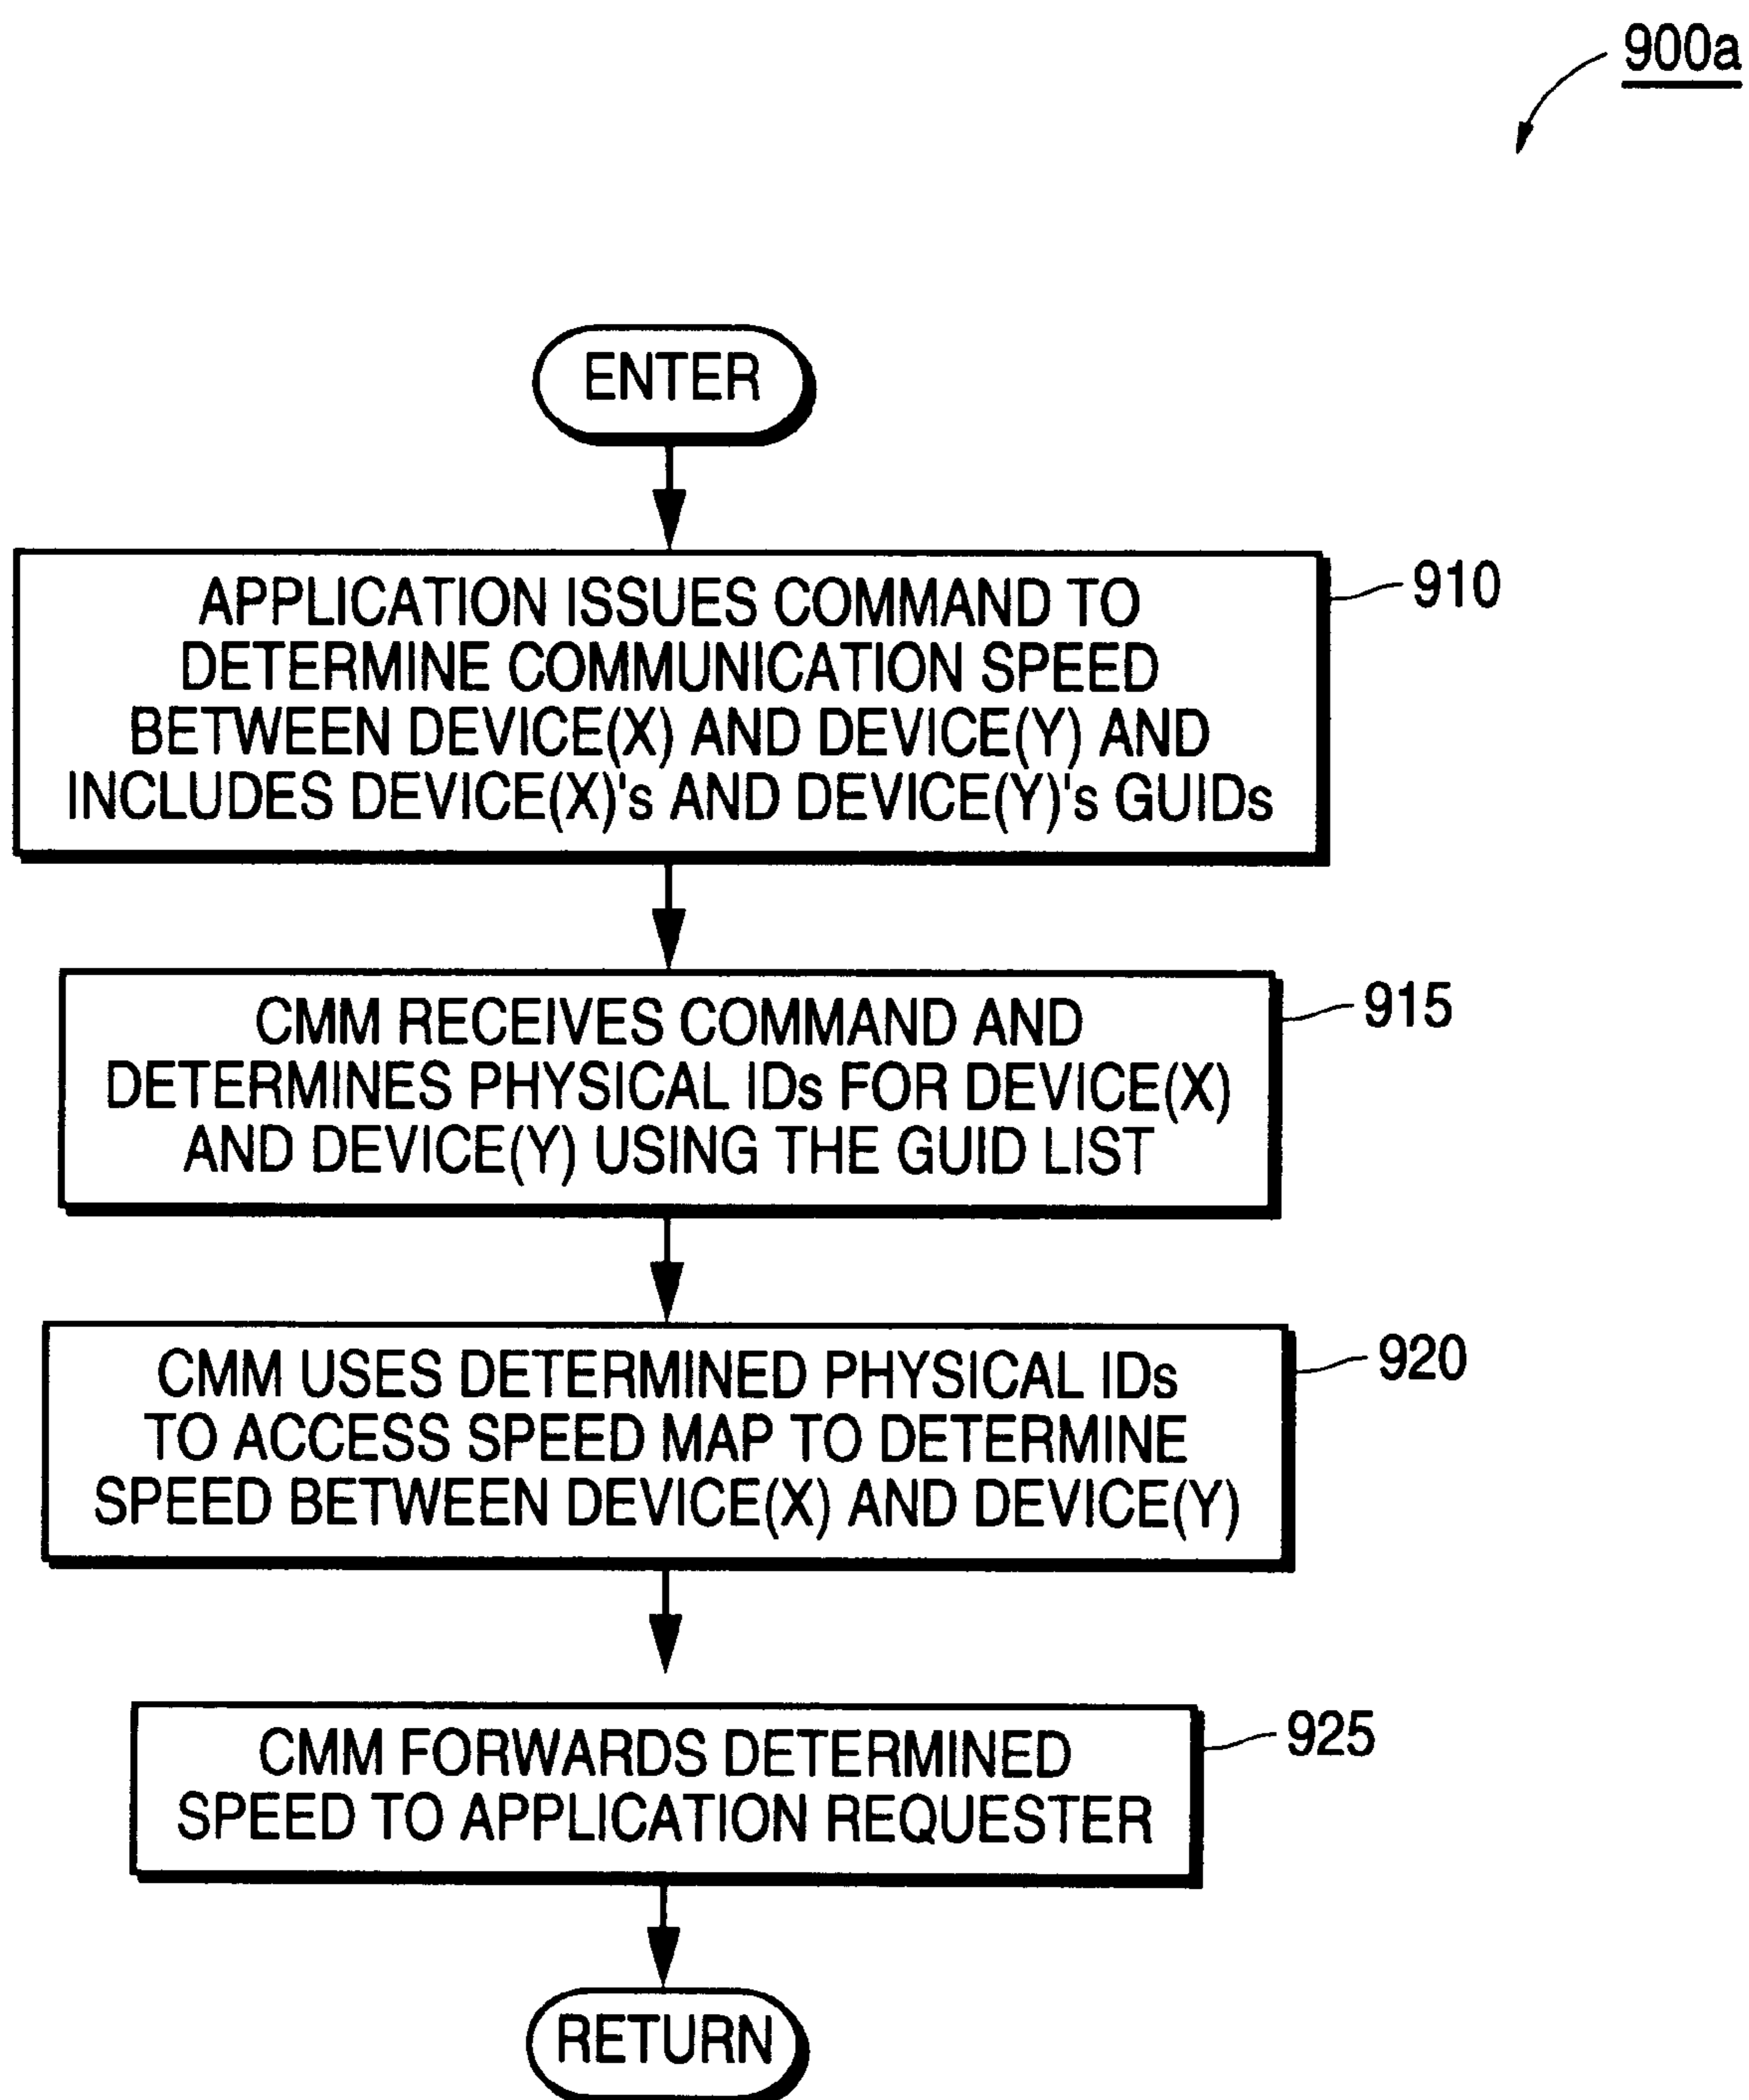 900a
ENTER
APPLICATION ISSUES COMMAND TO
DETERMINE COMMUNICATION SPEED
BETWEEN DEVICE(X) AND DEVICE(Y) AND
INCLUDES DEVICE(X)'s AND DEVICE(Y)'s GUIDs
910
CMM RECEIVES COMMAND AND
DETERMINES PHYSICAL IDs FOR DEVICE(X)
AND DEVICE(Y) USING THE GUID LIST
915
CMM USES DETERMINED PHYSICAL IDs
TO ACCESS SPEED MAP TO DETERMINE
SPEED BETWEEN DEVICE(X) AND DEVICE(Y)
920
CMM FORWARDS DETERMINED
SPEED TO APPLICATION REQUESTER
925
RETURN